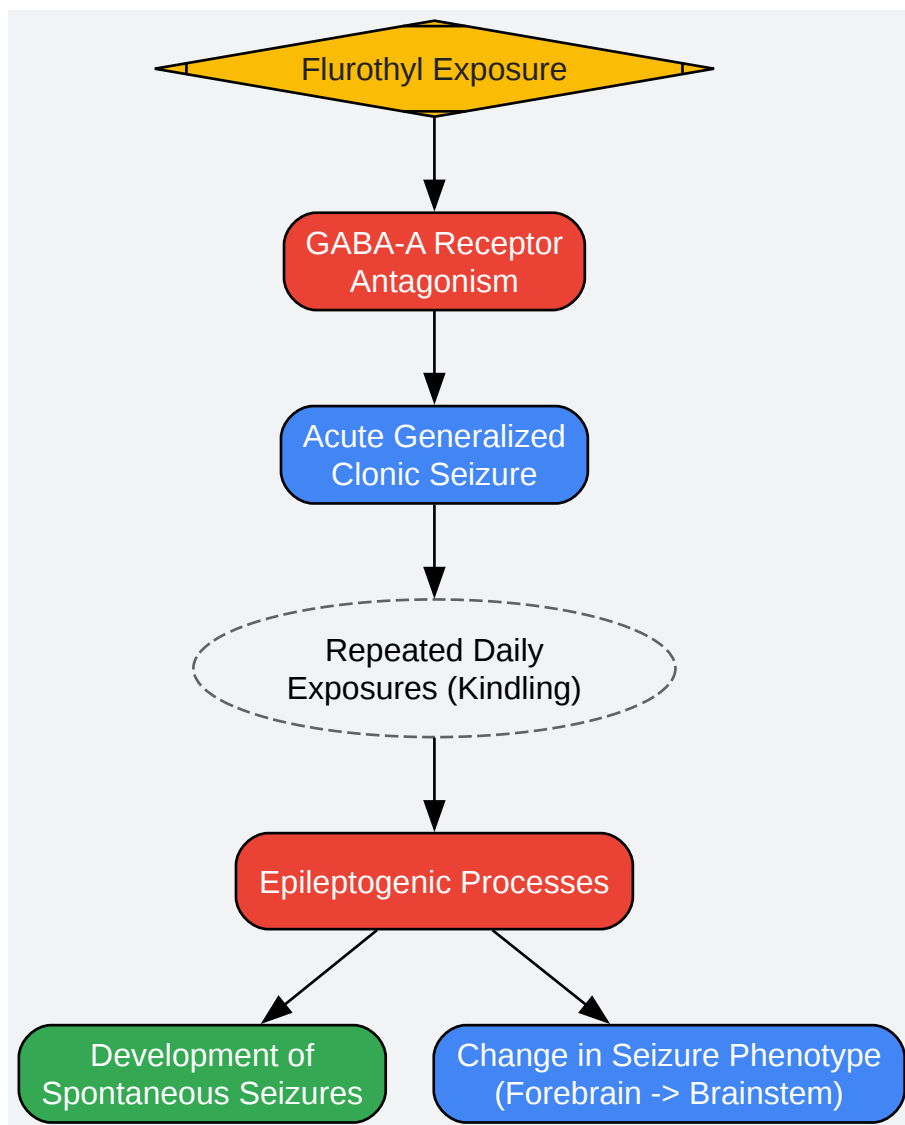 Flurothyl Exposure
GABA-A Receptor
Antagonism
Acute Generalized
Clonic Seizure
Repeated Daily
Exposures (Kindling)
Epileptogenic Processes
Development of
Spontaneous Seizures
Change in Seizure Phenotype
(Forebrain -> Brainstem)